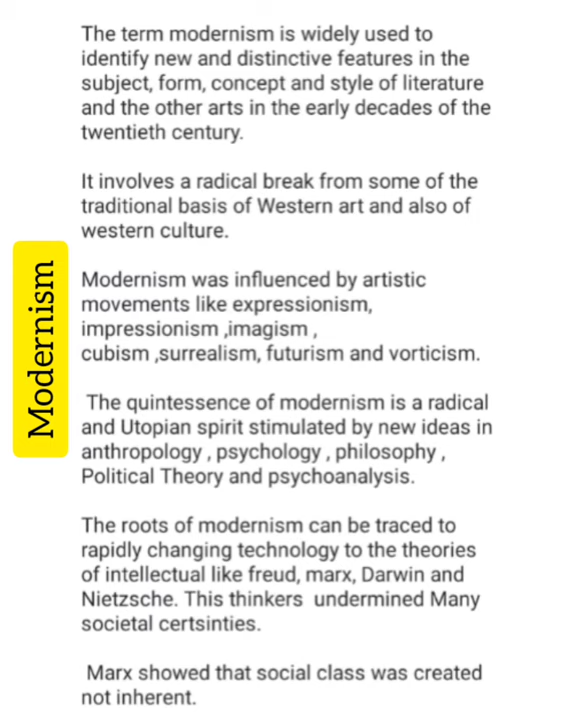 The term modernism is widely used to
identify new and distinctive features in the
subject, form, concept and style of literature
and the other arts in the early decades of the
twentieth century.
It involves a radical break from some of the
traditional basis of Western art and also of
western culture.
Modernism
Modernism was influenced by artistic
movements like expressionism,
impressionism ,imagism ,
cubism ,surrealism, futurism and vorticism.
The quintessence of modernism is a radical
and Utopian spirit stimulated by new ideas in
anthropology , psychology , philosophy ,
Political Theory and psychoanalysis.
The roots of modernism can be traced to
rapidly changing technology to the theories
of intellectual like freud, marx, Darwin and
Nietzsche. This thinkers undermined Many
societal certsinties.
Marx showed that social class was created
not inherent.